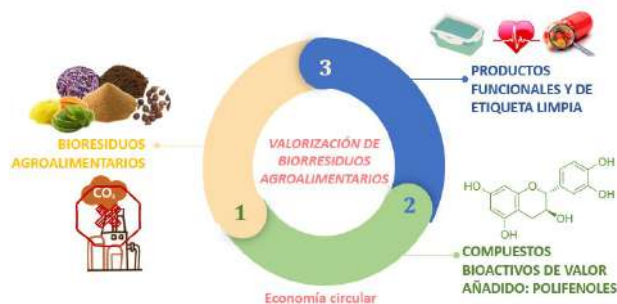 3
PRODUCTOS
FUNCIONALES Y DE
ETIQUETA LIMPIA
VALORIZACIÓN DE
BIORRESIDUOS
AGROALIMENTARIOS
BIORESIDUOS
AGROALIMENTARIOS
CO₂
1
2
OH
OH
HO
O
OH
OH
COMPUESTOS
BIOACTIVOS DE VALOR
AÑADIDO: POLIFENOLES
Economía circular